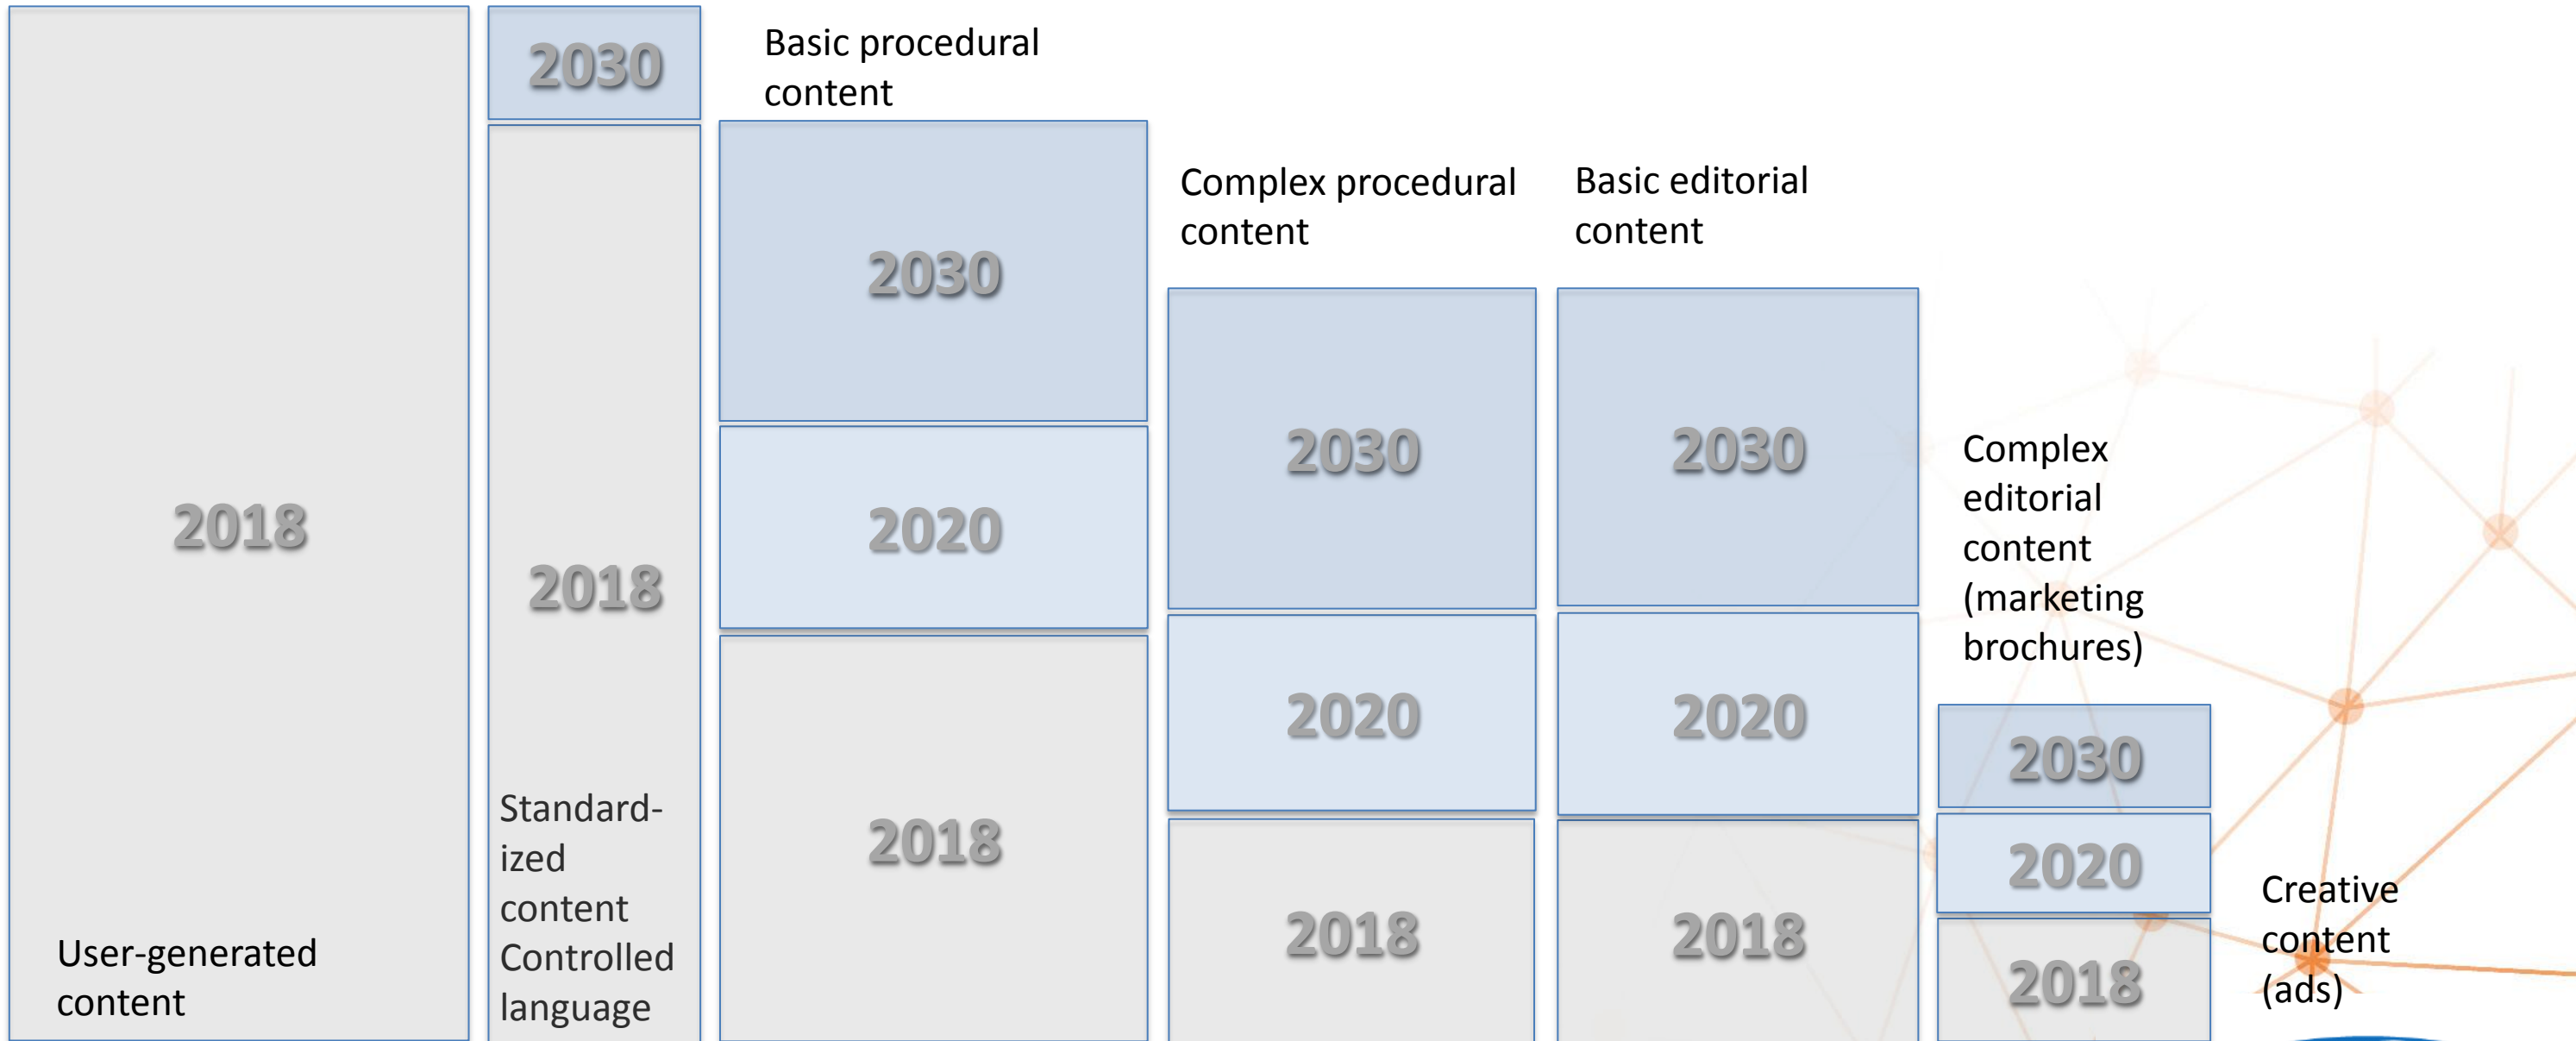 2018
User-generated
content
2030
2018
Standard-
ized
content
Controlled
language
Basic procedural
content
2030
2020
2018
Complex procedural
content
2030
2020
2018
Basic editorial
content
2030
2020
2018
Complex
editorial
content
(marketing
brochures)
2030
2020
2018
Creative
content
(ads)